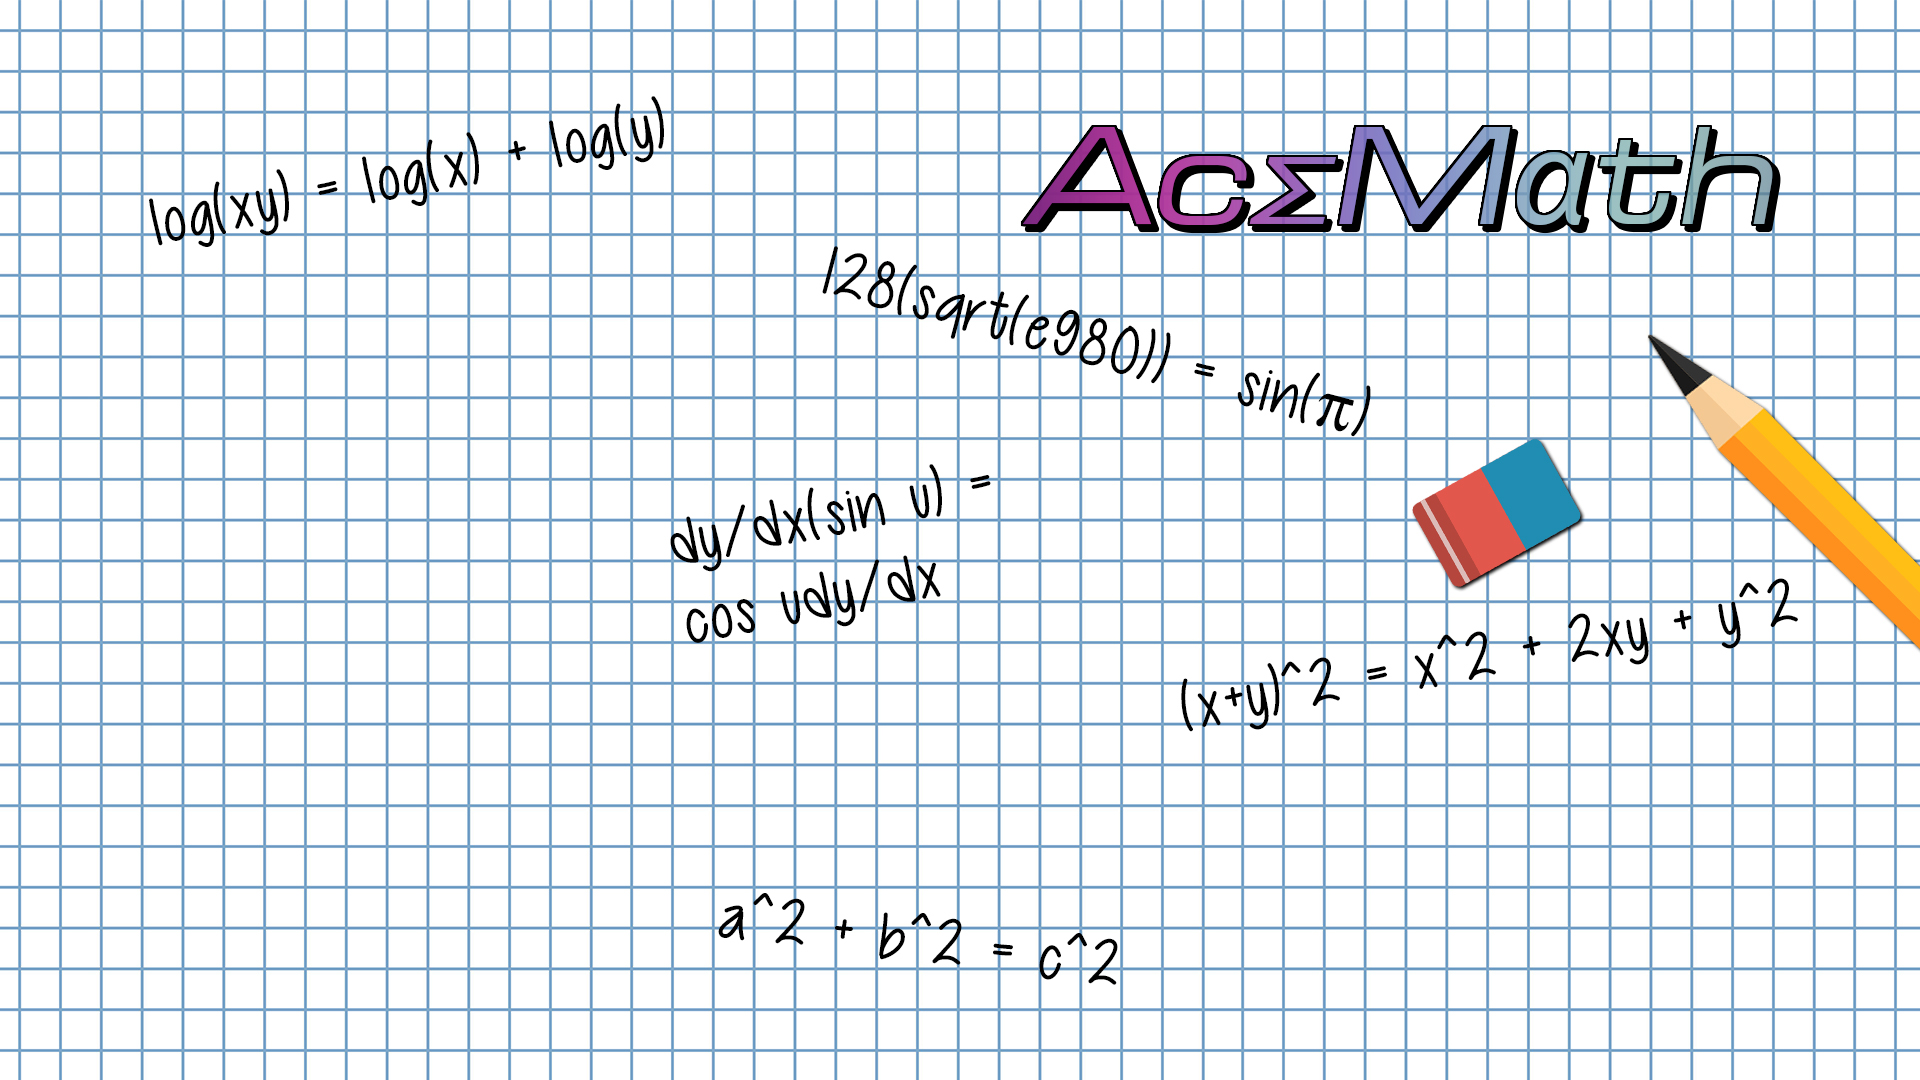 log(xy) = log(x) + log(y)
AcΣMath
128(sqrt(e980)) = sin(π)
dy/dx(sin u) =
cos udy/dx
(x+y)^2 = x^2 + 2xy + y^2
a^2 + b^2 = c^2